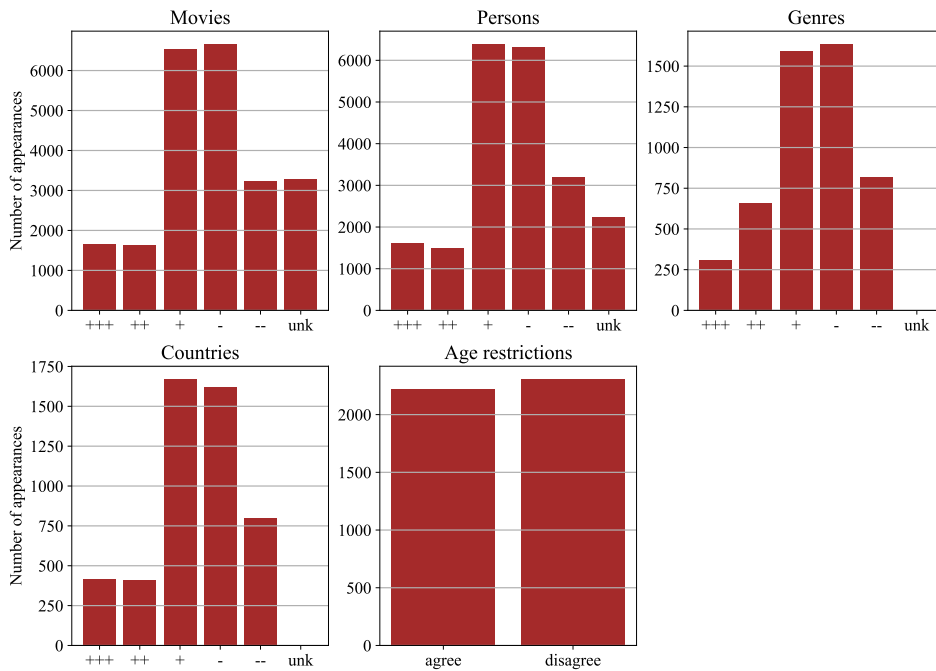 Movies
Persons
Genres
Number of appearances
6000
5000
4000
3000
2000
1000
0
+++ ++ + - -- unk
6000
5000
4000
3000
2000
1000
0
+++ ++ + - -- unk
1500
1250
1000
750
500
250
0
+++ ++ + - -- unk
Countries
Age restrictions
Number of appearances
1750
1500
1250
1000
750
500
250
0
+++ ++ + - -- unk
2000
1500
1000
500
0
agree disagree